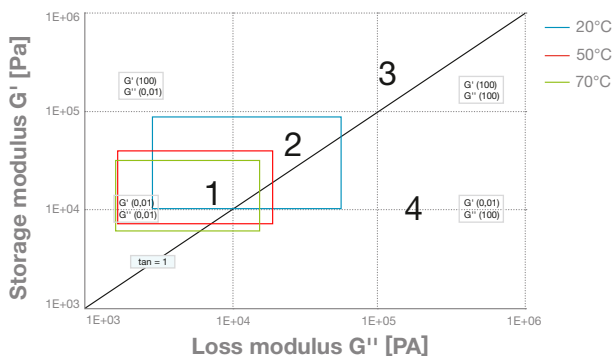 Storage modulus G' [Pa]
1E+06
1E+05
1E+04
1E+03
1E+03
1E+04
1E+05
1E+06
Loss modulus G'' [PA]
G' (100)
G'' (0,01)
3
G' (100)
G'' (100)
2
1
G' (0,01)
G'' (0,01)
4
G' (0,01)
G'' (100)
tan = 1
20°C
50°C
70°C